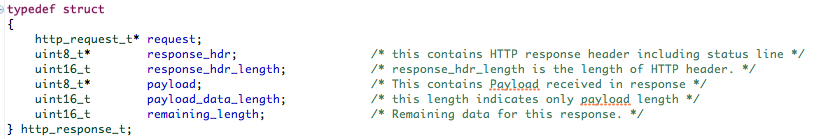 typedef struct
{
http_request_t* request;
uint8_t* response_hdr; /* this contains HTTP response header including status line */
uint16_t response_hdr_length; /* response_hdr_length is the length of HTTP header. */
uint8_t* payload; /* This contains Payload received in response */
uint16_t payload_data_length; /* this length indicates only payload length */
uint16_t remaining_length; /* Remaining data for this response. */
} http_response_t;